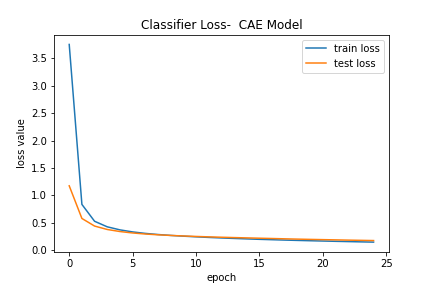 Classifier Loss-  CAE Model
train loss
test loss
loss value
3.5
3.0
2.5
2.0
1.5
1.0
0.5
0.0
0 5 10 15 20 25
epoch